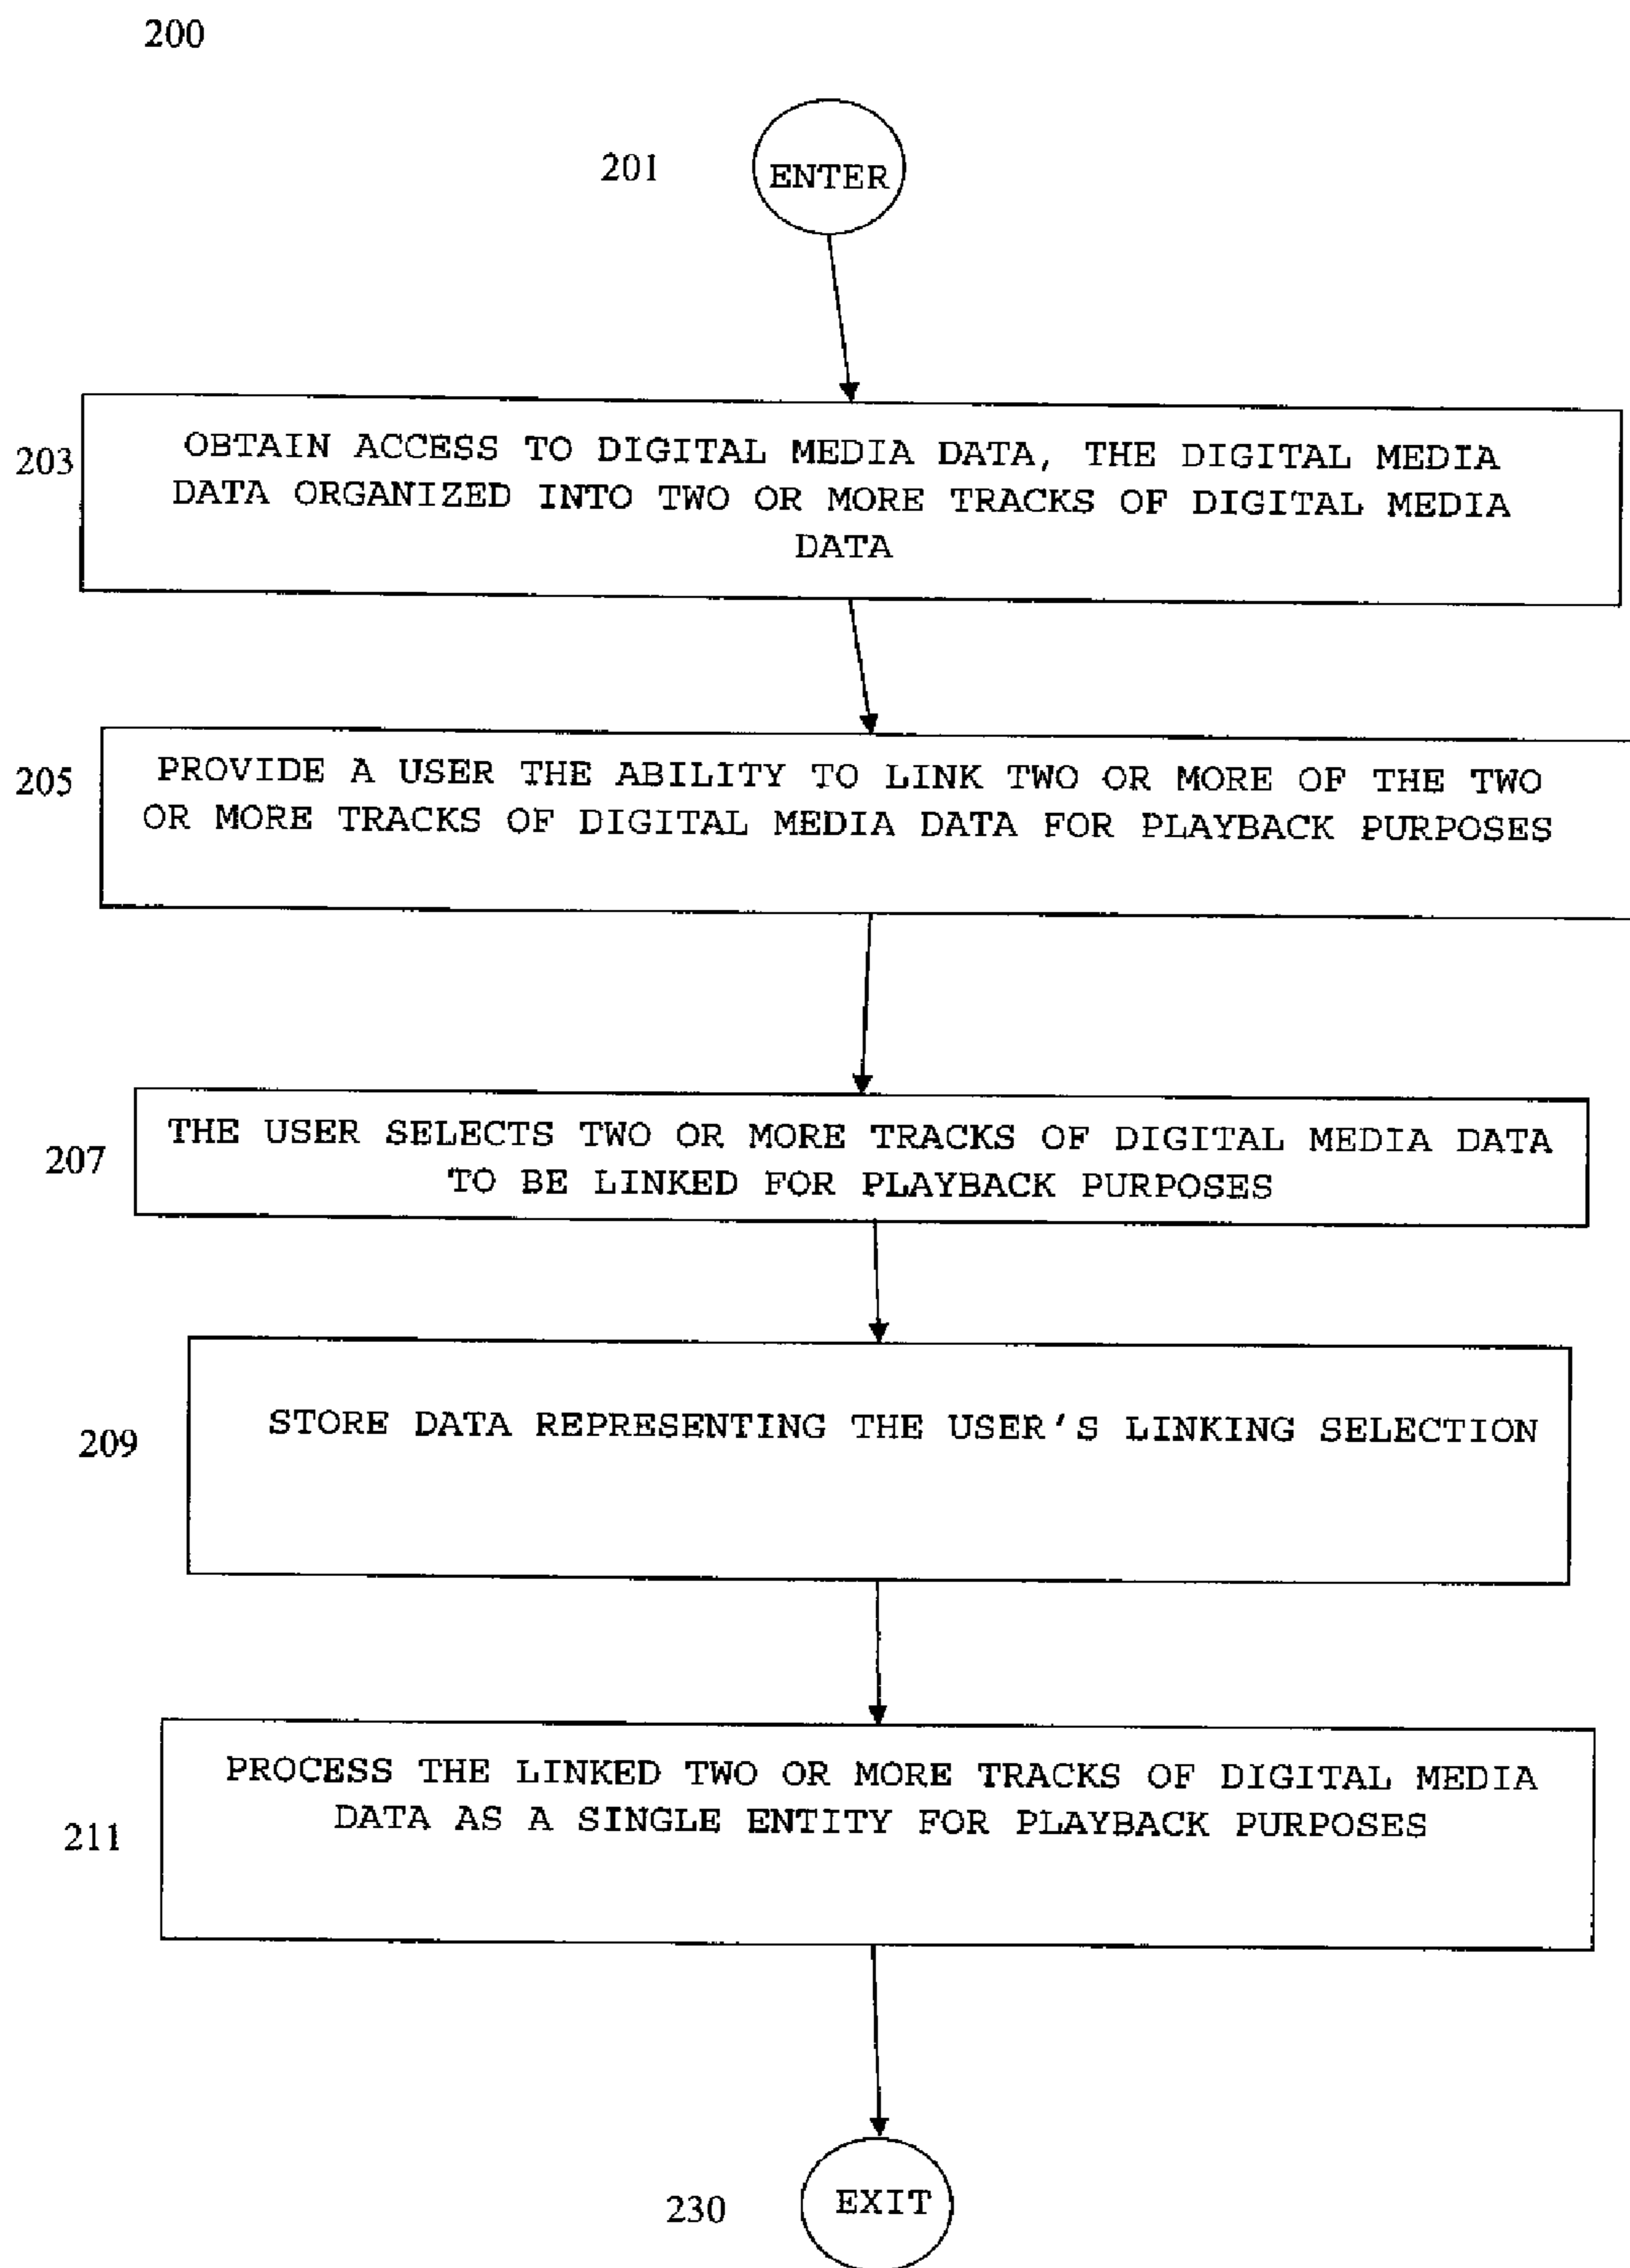 200
201
ENTER
203
OBTAIN ACCESS TO DIGITAL MEDIA DATA, THE DIGITAL MEDIA
DATA ORGANIZED INTO TWO OR MORE TRACKS OF DIGITAL MEDIA
DATA
205
PROVIDE A USER THE ABILITY TO LINK TWO OR MORE OF THE TWO
OR MORE TRACKS OF DIGITAL MEDIA DATA FOR PLAYBACK PURPOSES
207
THE USER SELECTS TWO OR MORE TRACKS OF DIGITAL MEDIA DATA
TO BE LINKED FOR PLAYBACK PURPOSES
209
STORE DATA REPRESENTING THE USER'S LINKING SELECTION
211
PROCESS THE LINKED TWO OR MORE TRACKS OF DIGITAL MEDIA
DATA AS A SINGLE ENTITY FOR PLAYBACK PURPOSES
230
EXIT